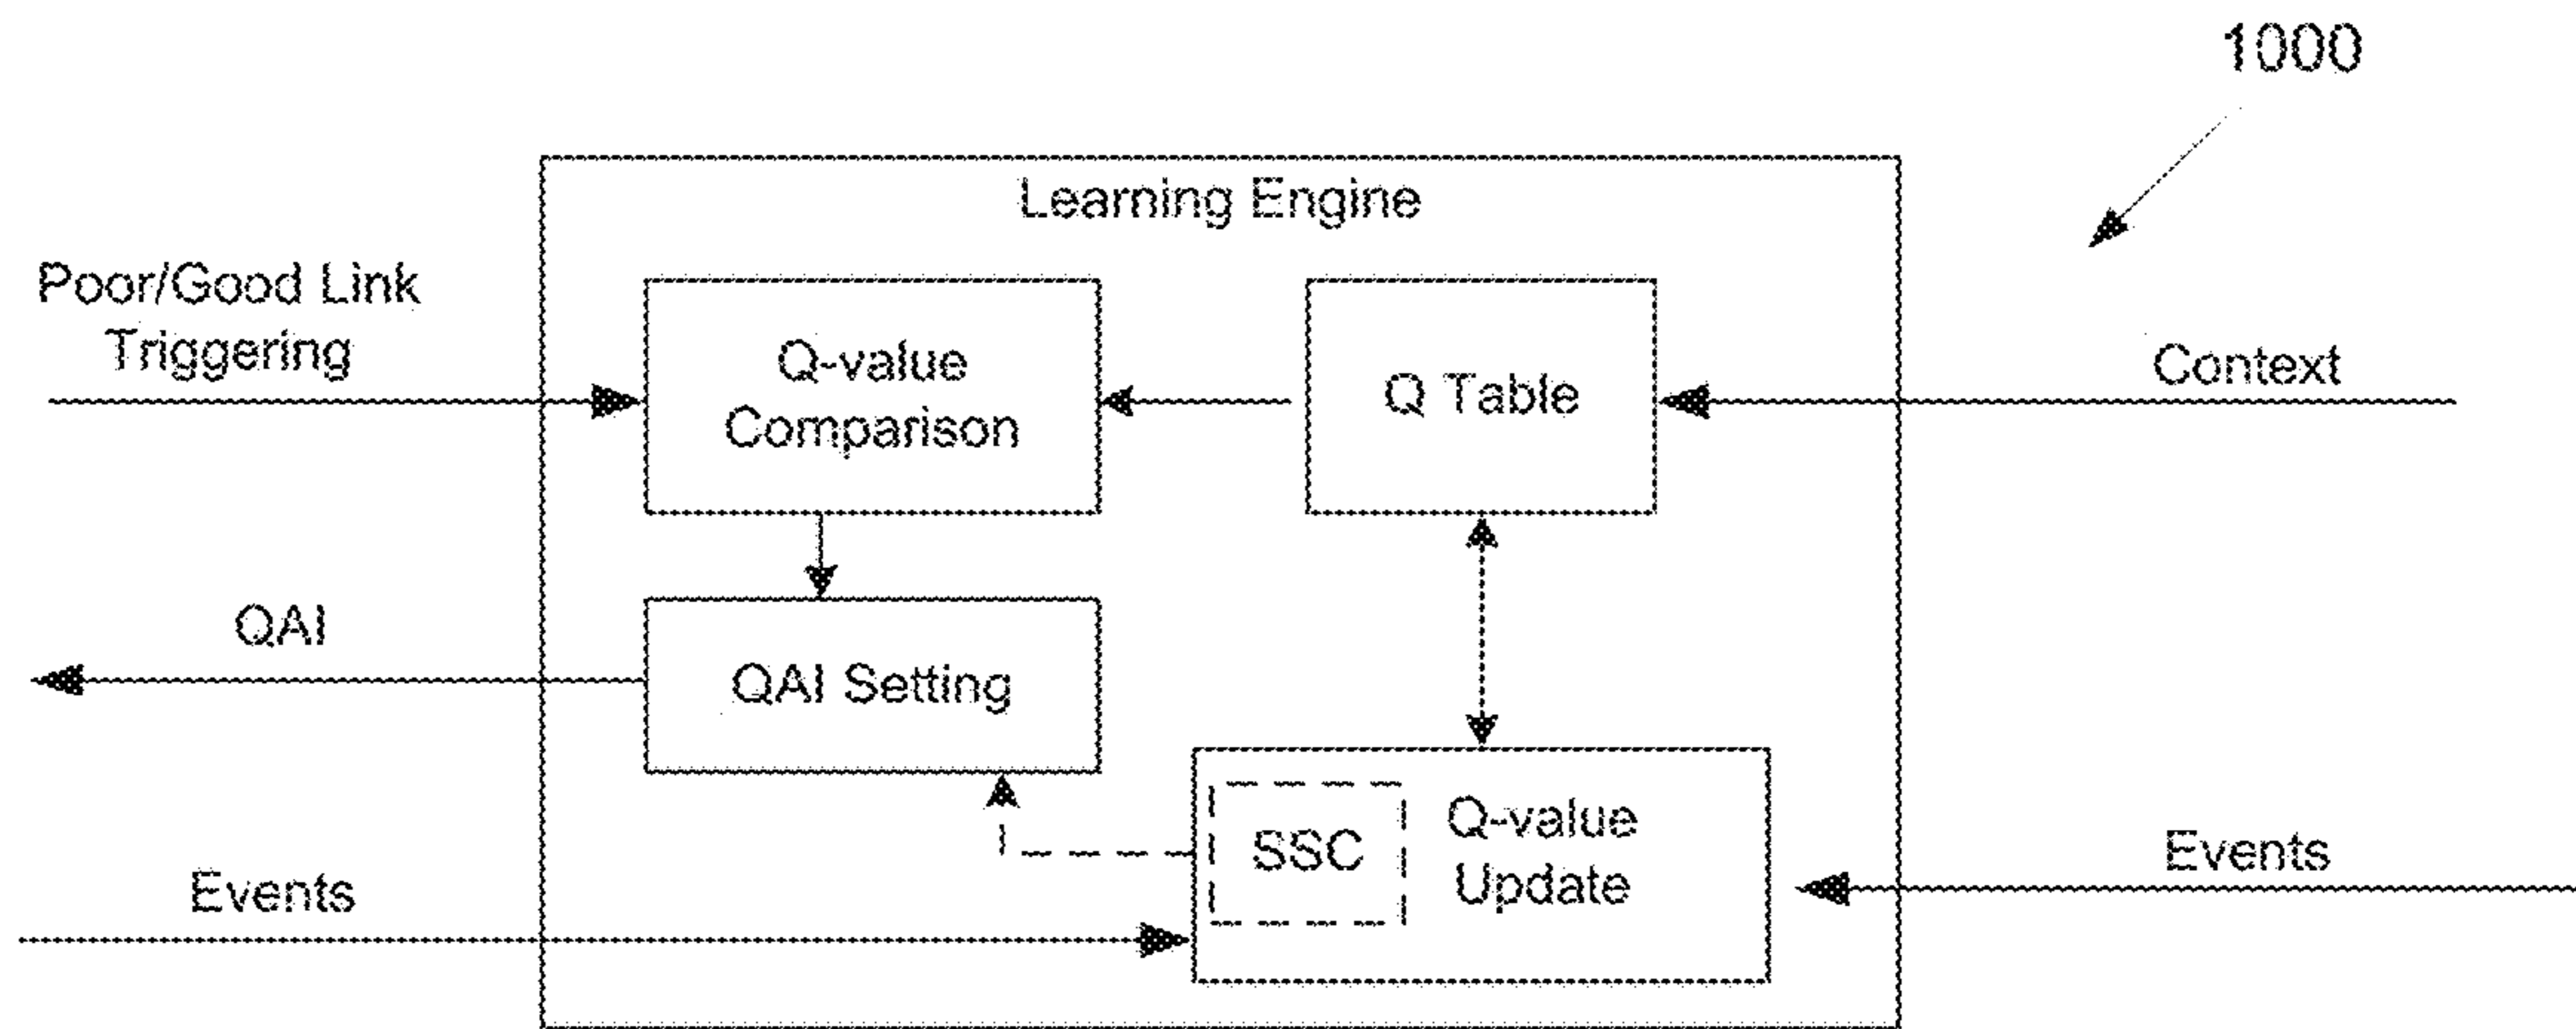 1000
Learning Engine
Poor/Good Link
Triggering
Q-value
Comparison
Q Table
Context
QAI
QAI Setting
SSC
Q-value
Update
Events
Events